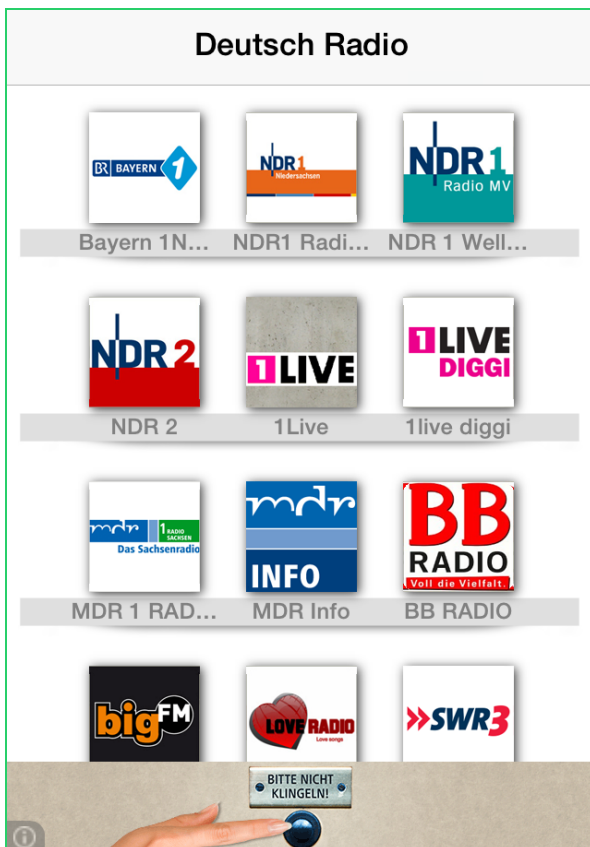 Deutsch Radio
BR BAYERN 1
NDR1
Niedersachsen
NDR1
Radio MV
Bayern 1N...
NDR1 Radi...
NDR 1 Well...
NDR 2
1LIVE
1LIVE
DIGGI
NDR 2
1Live
1live diggi
mdr 1 RADIO
SACHSEN
Das Sachsenradio
mdr
INFO
BB
RADIO
Voll die Vielfalt.
MDR 1 RAD...
MDR Info
BB RADIO
bigFM
LOVE RADIO
Love songs
SWR3
BITTE NICHT
KLINGELN!